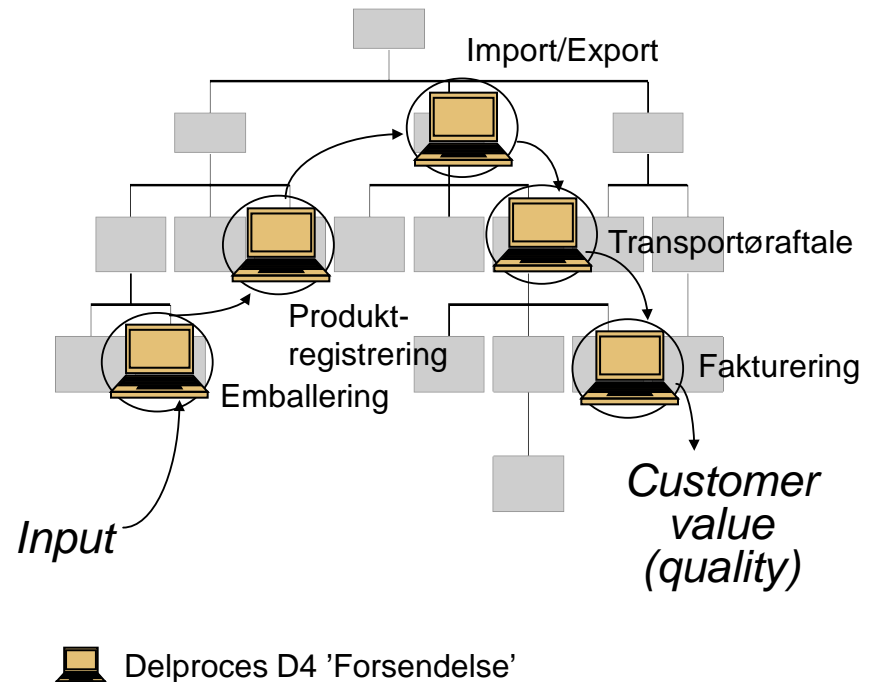 Import/Export
Transportøraftale
Produkt-
registrering
Fakturering
Emballering
Customer
value
(quality)
Input
Delproces D4 ’Forsendelse’